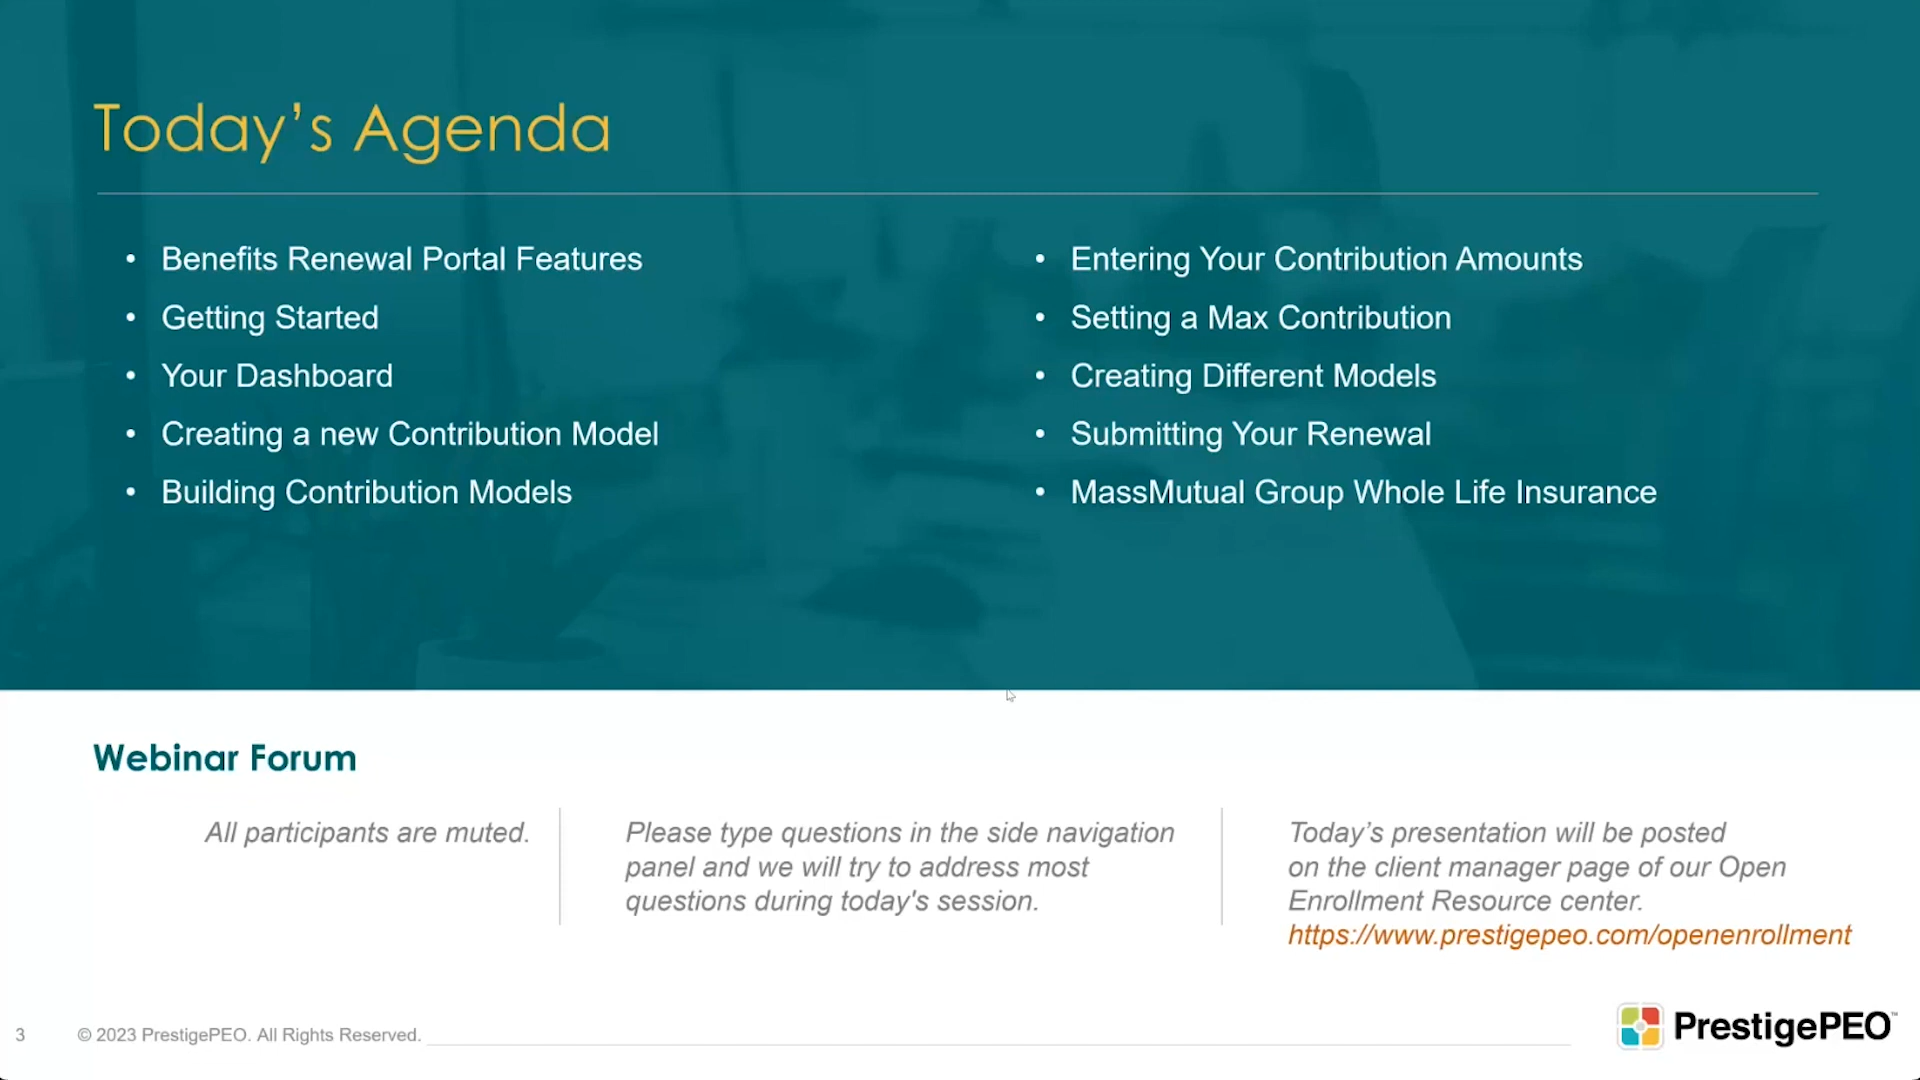 Today’s Agenda
• Benefits Renewal Portal Features
• Getting Started
• Your Dashboard
• Creating a new Contribution Model
• Building Contribution Models
• Entering Your Contribution Amounts
• Setting a Max Contribution
• Creating Different Models
• Submitting Your Renewal
• MassMutual Group Whole Life Insurance
Webinar Forum
All participants are muted.
Please type questions in the side navigation
panel and we will try to address most
questions during today's session.
Today’s presentation will be posted
on the client manager page of our Open
Enrollment Resource center.
https://www.prestigepeo.com/openenrollment
3
© 2023 PrestigePEO. All Rights Reserved.
PrestigePEO™